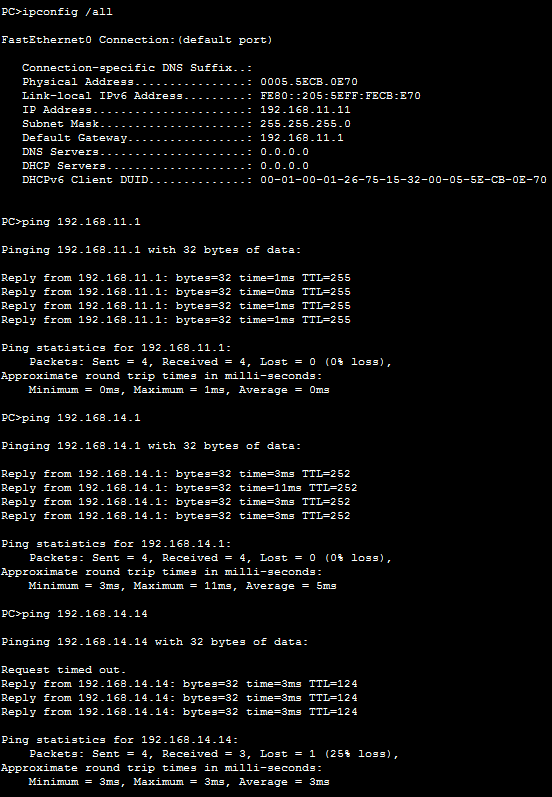 PC>ipconfig /all
FastEthernet0 Connection:(default port)
Connection-specific DNS Suffix..:
Physical Address................: 0005.5ECB.0E70
Link-local IPv6 Address.........: FE80::205:5EFF:FECB:E70
IP Address......................: 192.168.11.11
Subnet Mask.....................: 255.255.255.0
Default Gateway.................: 192.168.11.1
DNS Servers.....................: 0.0.0.0
DHCP Servers....................: 0.0.0.0
DHCPv6 Client DUID..............: 00-01-00-01-26-75-15-32-00-05-5E-CB-0E-70
PC>ping 192.168.11.1
Pinging 192.168.11.1 with 32 bytes of data:
Reply from 192.168.11.1: bytes=32 time=1ms TTL=255
Reply from 192.168.11.1: bytes=32 time=0ms TTL=255
Reply from 192.168.11.1: bytes=32 time=1ms TTL=255
Reply from 192.168.11.1: bytes=32 time=1ms TTL=255
Ping statistics for 192.168.11.1:
Packets: Sent = 4, Received = 4, Lost = 0 (0% loss),
Approximate round trip times in milli-seconds:
Minimum = 0ms, Maximum = 1ms, Average = 0ms
PC>ping 192.168.14.1
Pinging 192.168.14.1 with 32 bytes of data:
Reply from 192.168.14.1: bytes=32 time=3ms TTL=252
Reply from 192.168.14.1: bytes=32 time=11ms TTL=252
Reply from 192.168.14.1: bytes=32 time=3ms TTL=252
Reply from 192.168.14.1: bytes=32 time=3ms TTL=252
Ping statistics for 192.168.14.1:
Packets: Sent = 4, Received = 4, Lost = 0 (0% loss),
Approximate round trip times in milli-seconds:
Minimum = 3ms, Maximum = 11ms, Average = 5ms
PC>ping 192.168.14.14
Pinging 192.168.14.14 with 32 bytes of data:
Request timed out.
Reply from 192.168.14.14: bytes=32 time=3ms TTL=124
Reply from 192.168.14.14: bytes=32 time=3ms TTL=124
Reply from 192.168.14.14: bytes=32 time=3ms TTL=124
Ping statistics for 192.168.14.14:
Packets: Sent = 4, Received = 3, Lost = 1 (25% loss),
Approximate round trip times in milli-seconds:
Minimum = 3ms, Maximum = 3ms, Average = 3ms